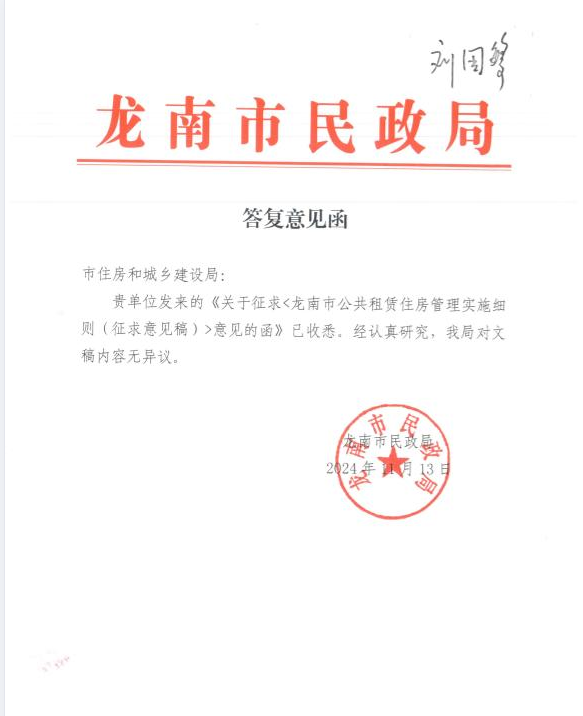 刘国
龙南市民政局
答复意见函
市住房和城乡建设局：
贵单位发来的《关于征求<龙南市公共租赁住房管理实施细
则（征求意见稿）>意见的函》已收悉。经认真研究，我局对文
稿内容无异议。
龙南市民政局
2024年11月13日
龙南市民政局